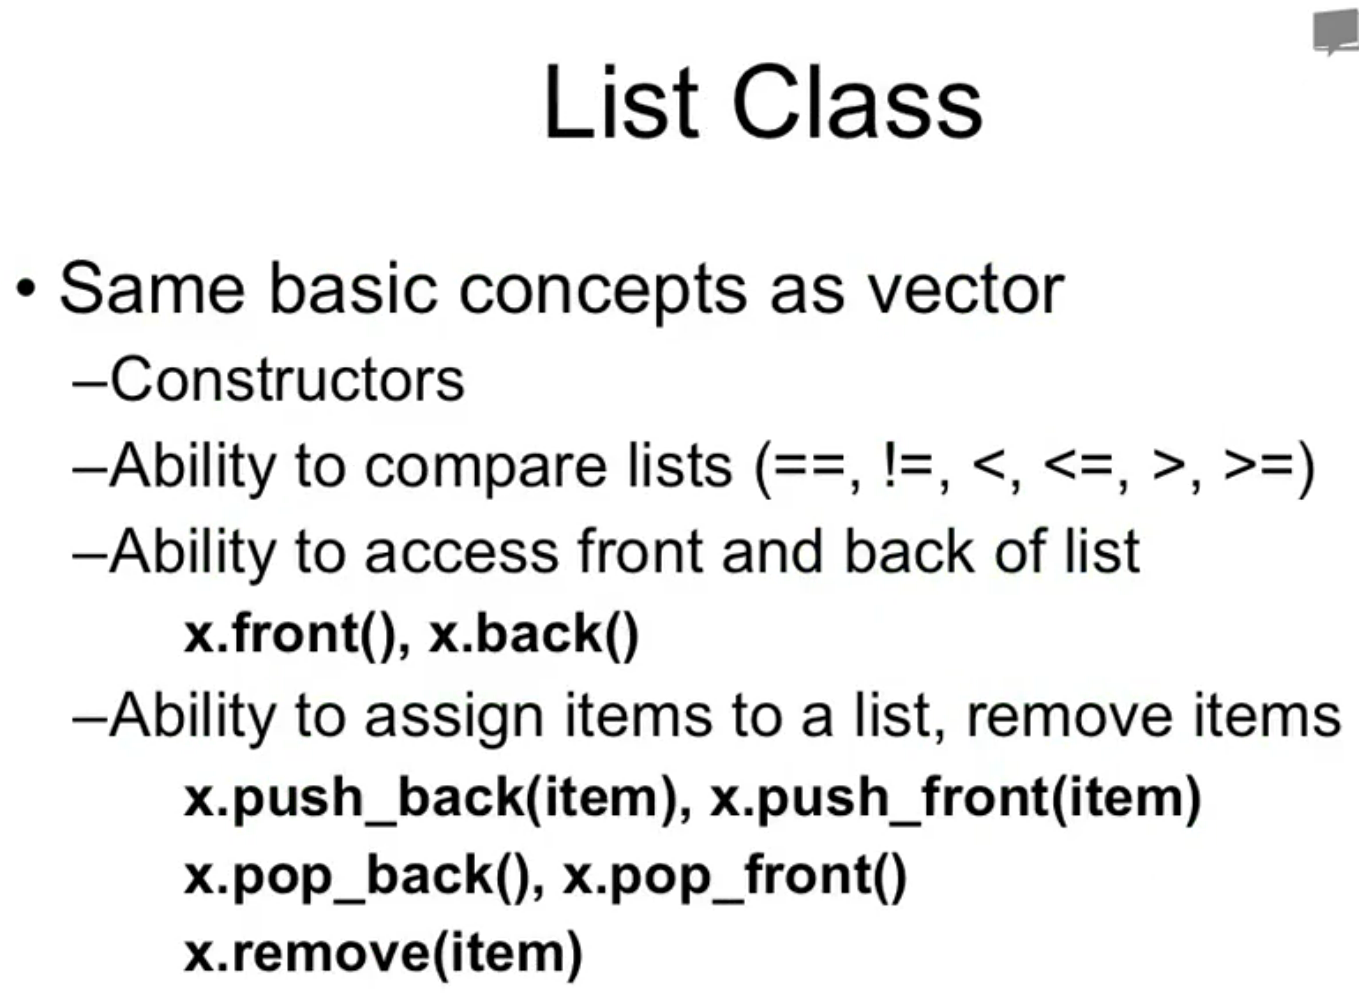 List Class
• Same basic concepts as vector
–Constructors
–Ability to compare lists (==, !=, <, <=, >, >=)
–Ability to access front and back of list
x.front(), x.back()
–Ability to assign items to a list, remove items
x.push_back(item), x.push_front(item)
x.pop_back(), x.pop_front()
x.remove(item)